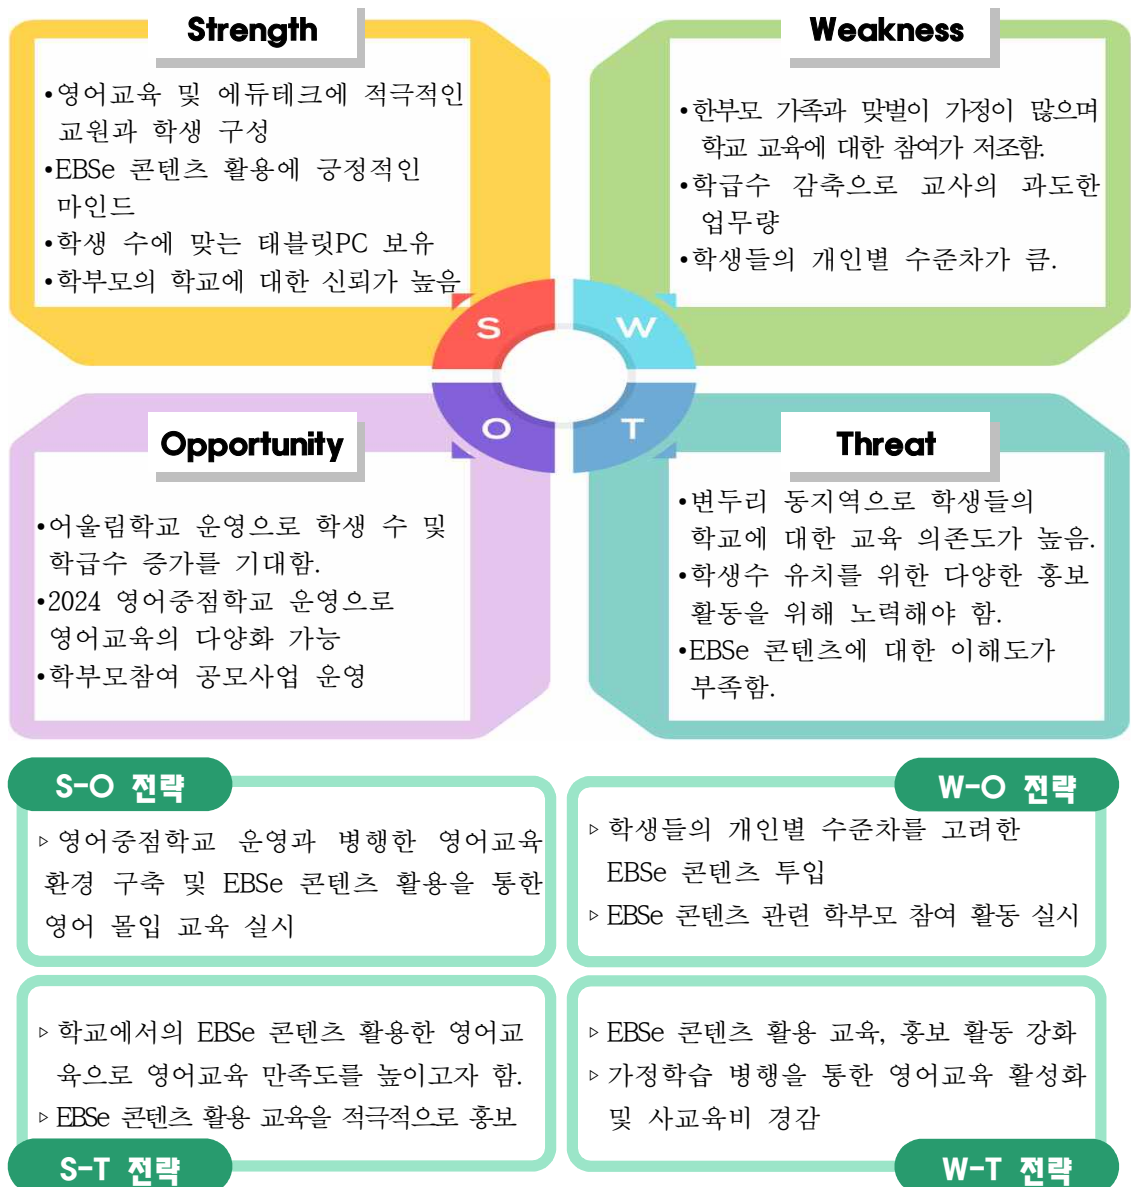 Strength
•영어교육 및 에듀테크에 적극적인
교원과 학생 구성
•EBSe 콘텐츠 활용에 긍정적인
마인드
•학생 수에 맞는 태블릿PC 보유
•학부모의 학교에 대한 신뢰가 높음
Weakness
•한부모 가족과 맞벌이 가정이 많으며
학교 교육에 대한 참여가 저조함.
•학급수 감축으로 교사의 과도한
업무량
•학생들의 개인별 수준차가 큼.
S
W
O
T
Opportunity
•어울림학교 운영으로 학생 수 및
학급수 증가를 기대함.
•2024 영어중점학교 운영으로
영어교육의 다양화 가능
•학부모참여 공모사업 운영
Threat
•변두리 동지역으로 학생들의
학교에 대한 교육 의존도가 높음.
•학생수 유치를 위한 다양한 홍보
활동을 위해 노력해야 함.
•EBSe 콘텐츠에 대한 이해도가
부족함.
S-O 전략
▹영어중점학교 운영과 병행한 영어교육
환경 구축 및 EBSe 콘텐츠 활용을 통한
영어 몰입 교육 실시
W-O 전략
▹학생들의 개인별 수준차를 고려한
EBSe 콘텐츠 투입
▹EBSe 콘텐츠 관련 학부모 참여 활동 실시
▹학교에서의 EBSe 콘텐츠 활용한 영어교
육으로 영어교육 만족도를 높이고자 함.
▹EBSe 콘텐츠 활용 교육을 적극적으로 홍보
S-T 전략
▹EBSe 콘텐츠 활용 교육, 홍보 활동 강화
▹가정학습 병행을 통한 영어교육 활성화
및 사교육비 경감
W-T 전략